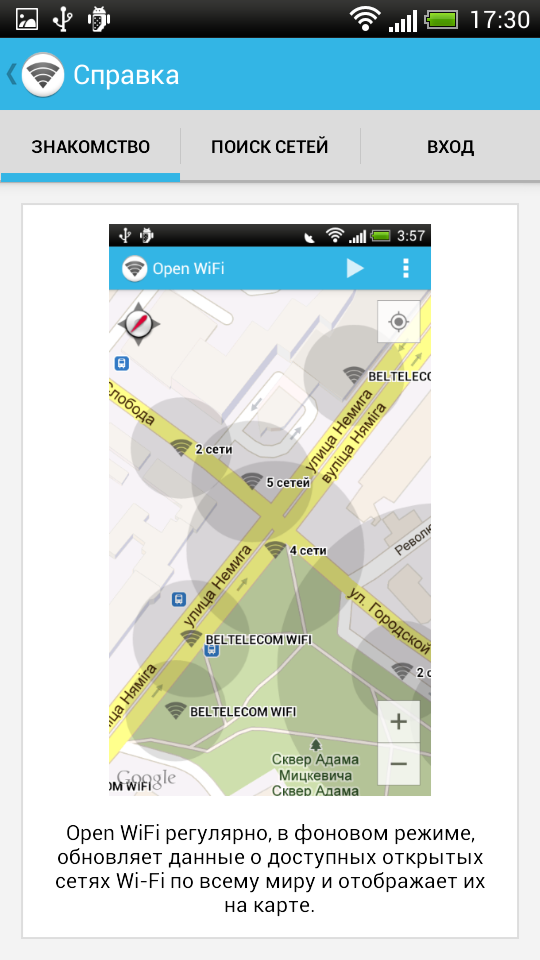 17:30
Справка
ЗНАКОМСТВО
ПОИСК СЕТЕЙ
ВХОД
3:57
Open WiFi
BELTELEC
Слобода
улица Немига
вуліца Няміга
2 сети
5 сетей
4 сети
Револю
улица Немига
ул. Городской
BELTELECOM WIFI
2 с
ица Няміга
BELTELECOM WIFI
+
−
Сквер Адама
Мицкевича
Сквер Адама
Google
OM WIFI
Open WiFi регулярно, в фоновом режиме,
обновляет данные о доступных открытых
сетях Wi-Fi по всему миру и отображает их
на карте.